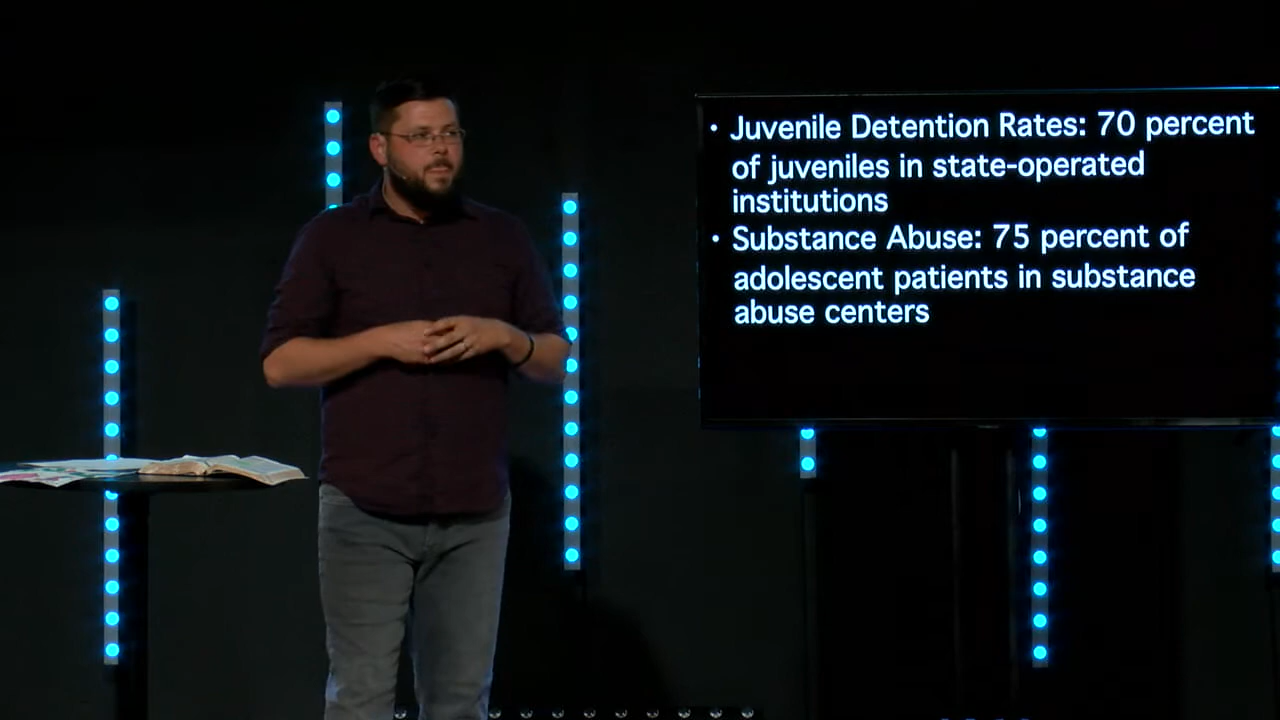 • Juvenile Detention Rates: 70 percent
of juveniles in state-operated
institutions
• Substance Abuse: 75 percent of
adolescent patients in substance
abuse centers